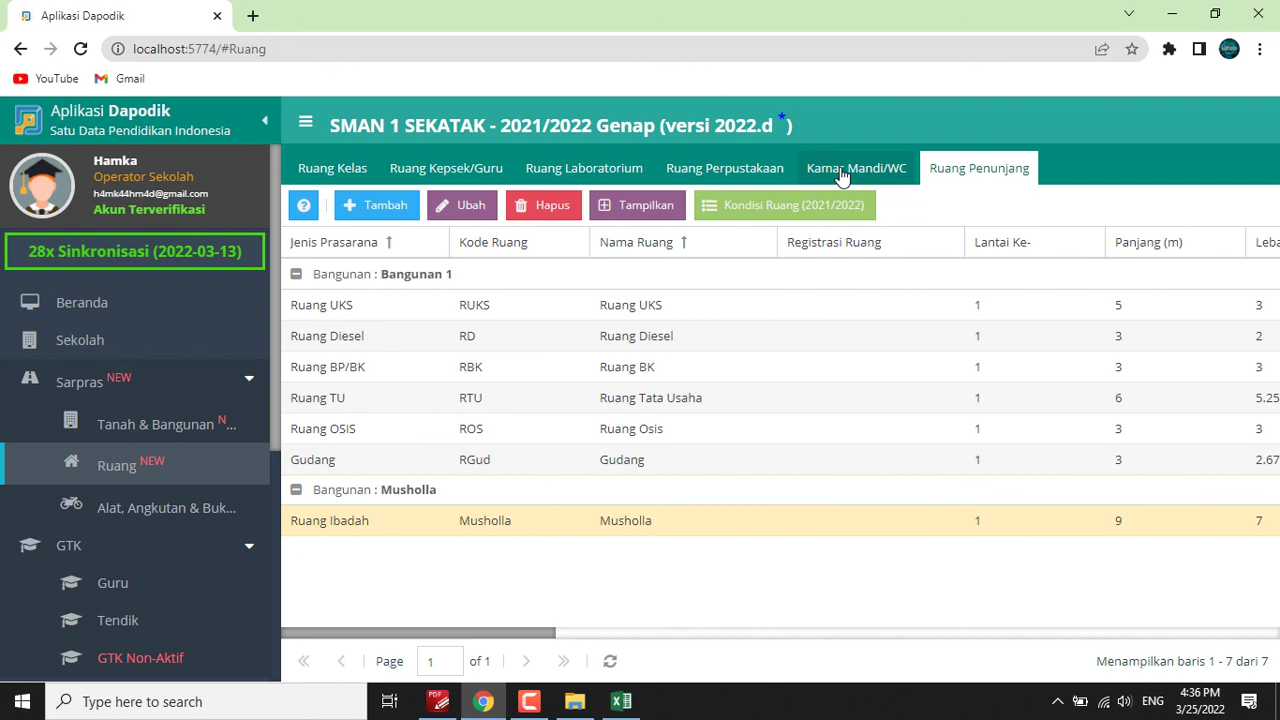 Aplikasi Dapodik
localhost:5774/#Ruang
YouTube Gmail
Aplikasi Dapodik
Satu Data Pendidikan Indonesia
SMAN 1 SEKATAK - 2021/2022 Genap (versi 2022.d * )
Hamka
Operator Sekolah
h4mk44hm4d@gmail.com
Akun Terverifikasi
28x Sinkronisasi (2022-03-13)
Beranda
Sekolah
Sarpras NEW
Tanah & Bangunan N...
Ruang NEW
Alat, Angkutan & Buk...
GTK
Guru
Tendik
GTK Non-Aktif
Ruang Kelas Ruang Kepsek/Guru Ruang Laboratorium Ruang Perpustakaan Kamar Mandi/WC Ruang Penunjang
? Tambah Ubah Hapus Tampilkan Kondisi Ruang (2021/2022)
Jenis Prasarana Kode Ruang Nama Ruang Registrasi Ruang Lantai Ke- Panjang (m) Leba
Bangunan : Bangunan 1
Ruang UKS RUKS Ruang UKS 1 5 3
Ruang Diesel RD Ruang Diesel 1 3 2
Ruang BP/BK RBK Ruang BK 1 3 3
Ruang TU RTU Ruang Tata Usaha 1 6 5.25
Ruang OSIS ROS Ruang Osis 1 3 3
Gudang RGud Gudang 1 3 2.67
Bangunan : Musholla
Ruang Ibadah Musholla Musholla 1 9 7
Page 1 of 1 Menampilkan baris 1 - 7 dari 7
Type here to search
ENG
4:36 PM
3/25/2022